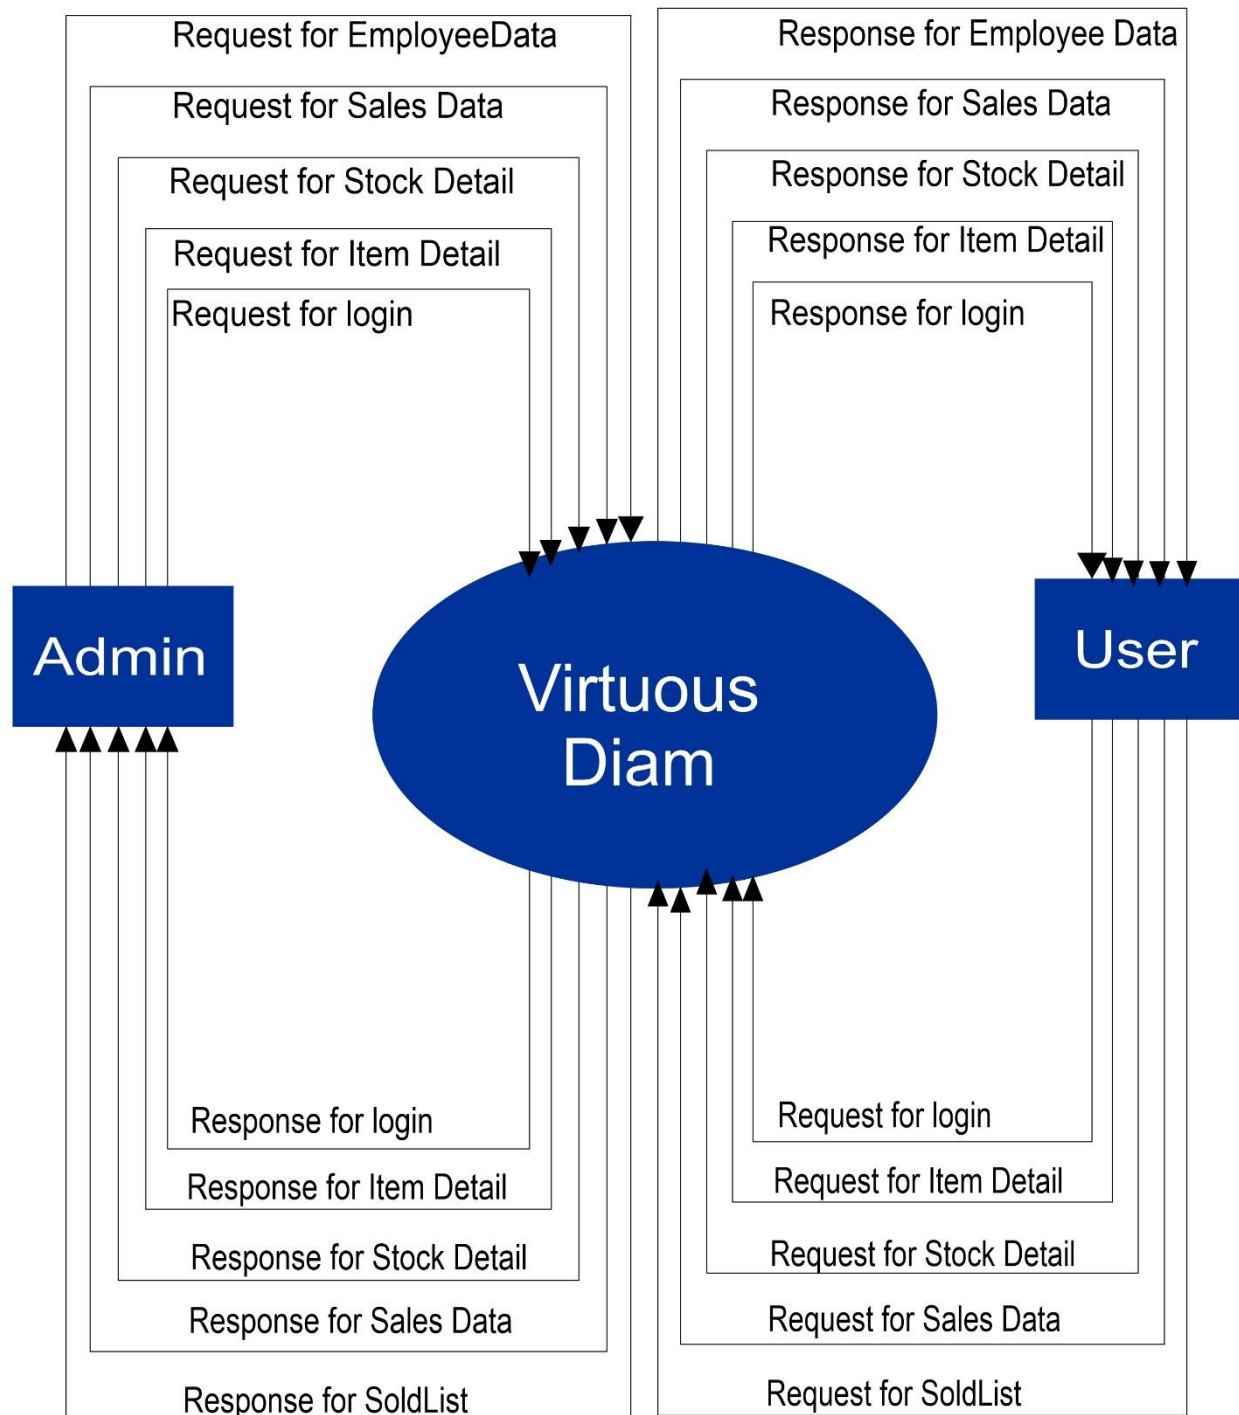 Request for EmployeeData
Request for Sales Data
Request for Stock Detail
Request for Item Detail
Request for login
Response for Employee Data
Response for Sales Data
Response for Stock Detail
Response for Item Detail
Response for login
Admin
Virtuous
Diam
User
Response for login
Response for Item Detail
Response for Stock Detail
Response for Sales Data
Response for SoldList
Request for login
Request for Item Detail
Request for Stock Detail
Request for Sales Data
Request for SoldList